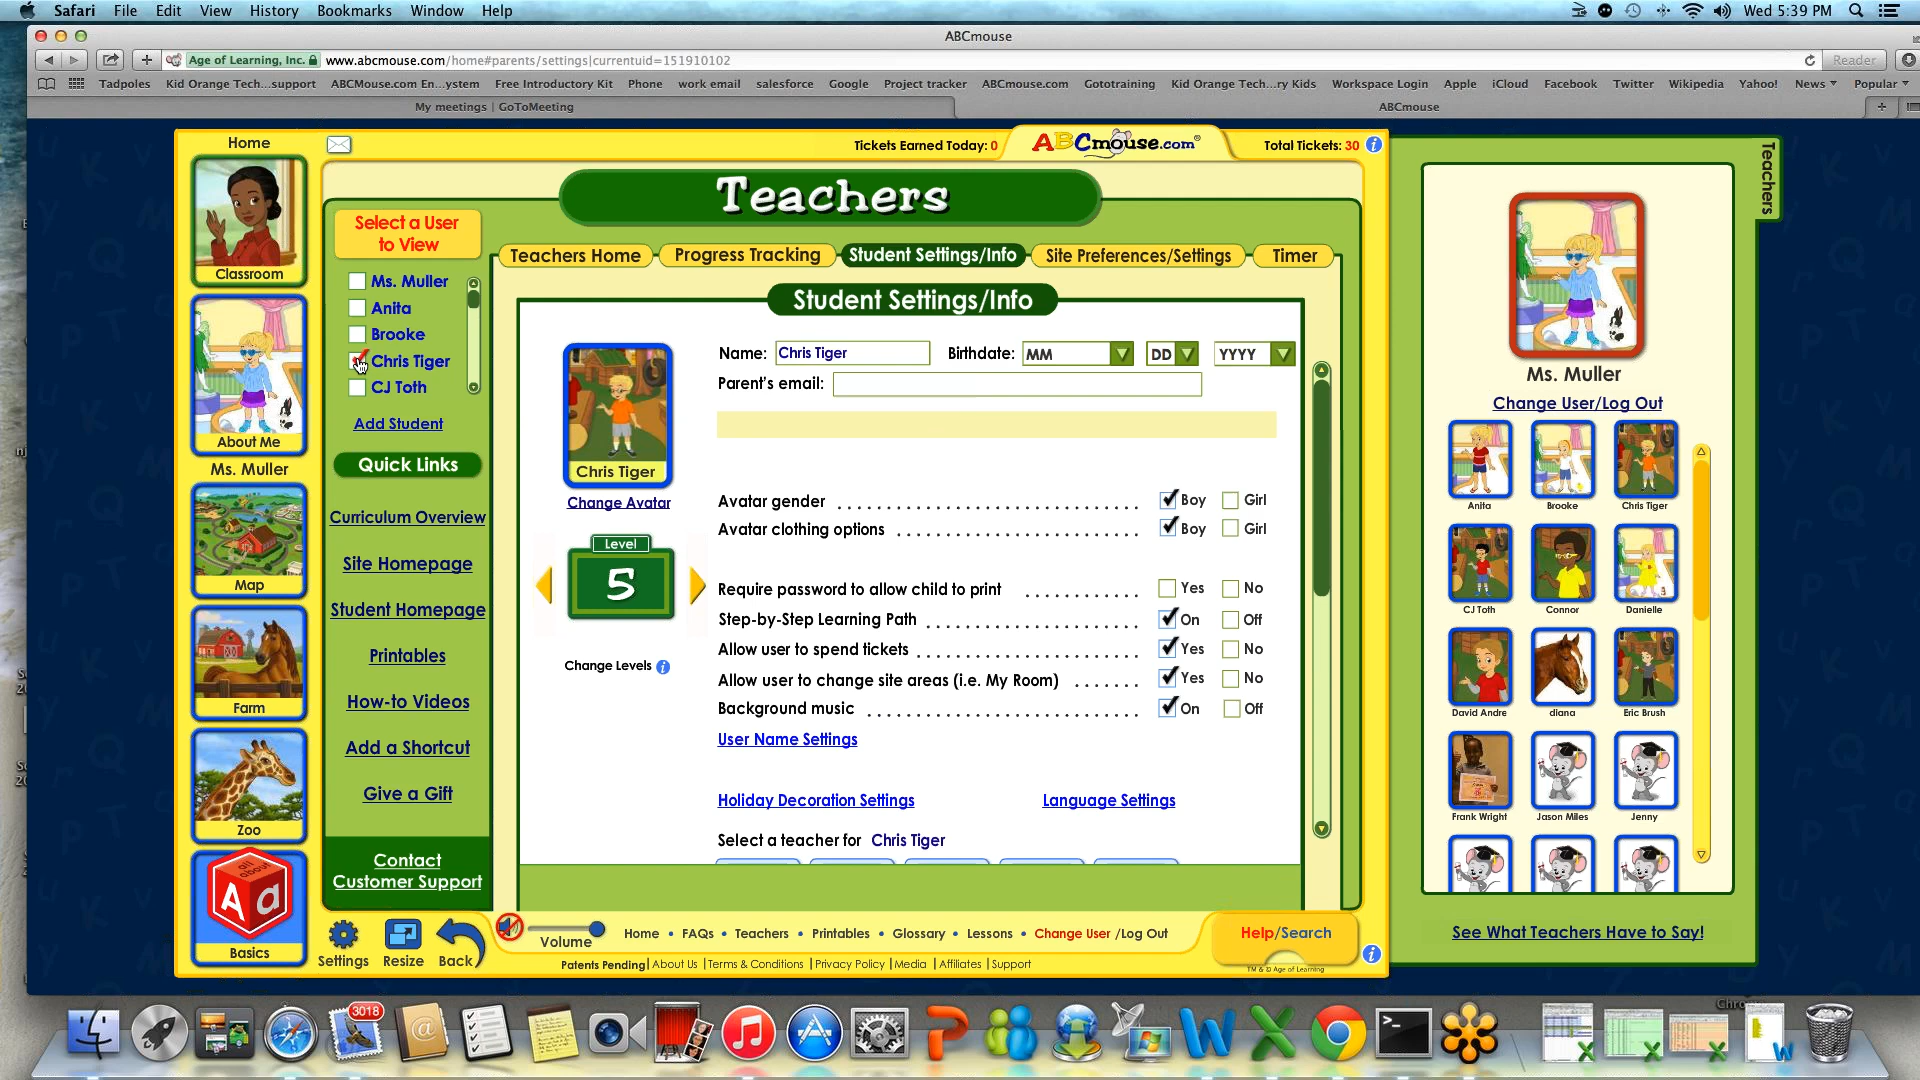 Safari File Edit View History Bookmarks Window Help
Wed 5:39 PM
ABCmouse
Age of Learning, Inc. www.abcmouse.com/home#parents/settings|currentuid=151910102
Reader
Tadpoles Kid Orange Tech...support ABCmouse.com En...ystem Free Introductory Kit Phone work email salesforce Google Project tracker ABCmouse.com Gototraining Kid Orange Tech...ry Kids Workspace Login Apple iCloud Facebook Twitter Wikipedia Yahoo! News Popular
My meetings | GoToMeeting
ABCmouse
Home
Classroom
About Me
Ms. Muller
Map
Farm
Zoo
all about
Aa
Basics
Tickets Earned Today: 0
ABCmouse.com®
Total Tickets: 30
Teachers
Select a User
to View
Ms. Muller
Anita
Brooke
Chris Tiger
CJ Toth
Add Student
Quick Links
Curriculum Overview
Site Homepage
Student Homepage
Printables
How-to Videos
Add a Shortcut
Give a Gift
Contact
Customer Support
Teachers Home
Progress Tracking
Student Settings/Info
Site Preferences/Settings
Timer
Student Settings/Info
Chris Tiger
Change Avatar
Level
5
Change Levels
Name: Chris Tiger Birthdate: MM DD YYYY
Parent's email:
Avatar gender Boy Girl
Avatar clothing options Boy Girl
Require password to allow child to print Yes No
Step-by-Step Learning Path On Off
Allow user to spend tickets Yes No
Allow user to change site areas (i.e. My Room) Yes No
Background music On Off
User Name Settings
Holiday Decoration Settings Language Settings
Select a teacher for Chris Tiger
Settings Resize Back
Volume
Home • FAQs • Teachers • Printables • Glossary • Lessons • Change User /Log Out
Patents Pending| About Us |Terms & Conditions |Privacy Policy |Media |Affiliates |Support
Help/Search
TM & © Age of Learning
Teachers
Ms. Muller
Change User/Log Out
Anita Brooke Chris Tiger
CJ Toth Connor Danielle
David Andre diana Eric Brush
Frank Wright Jason Miles Jenny
See What Teachers Have to Say!
3018